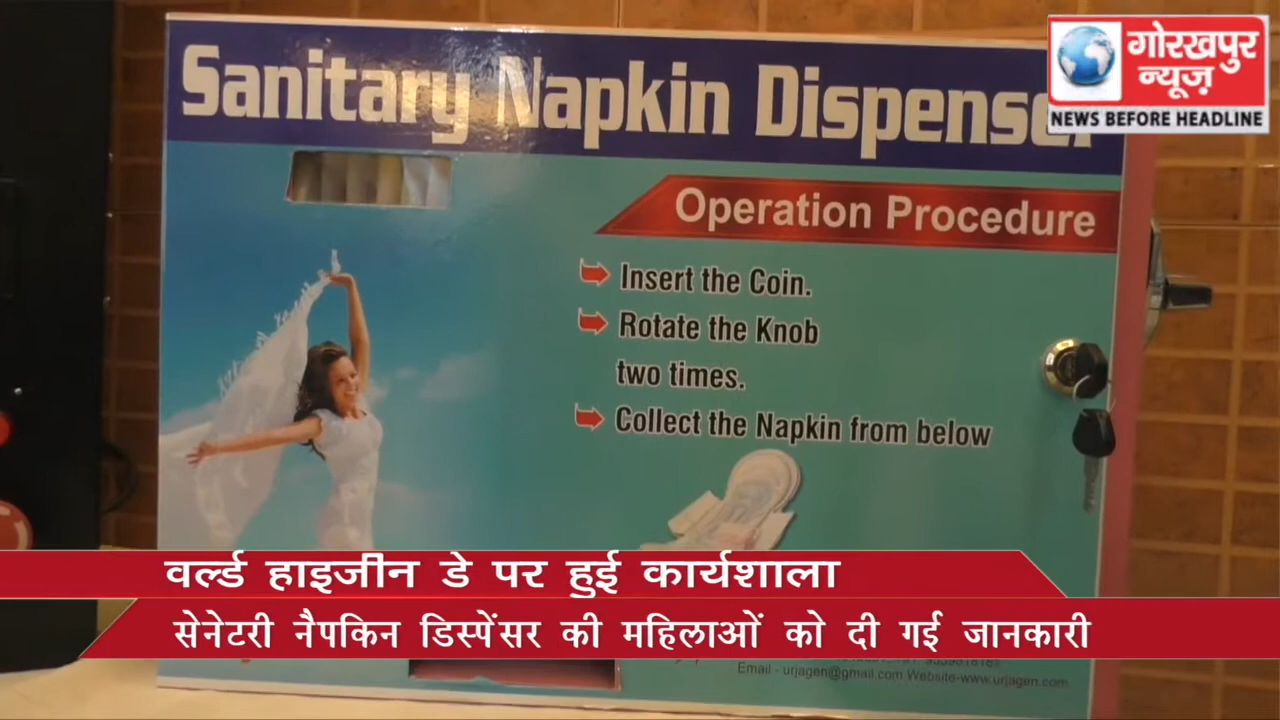 Sanitary Napkin Dispenser
गोरखपुर
न्यूज़
NEWS BEFORE HEADLINE
Operation Procedure
Insert the Coin.
Rotate the Knob
two times.
Collect the Napkin from below
वर्ल्ड हाइजीन डे पर हुई कार्यशाला
सेनेटरी नैपकिन डिस्पेंसर की महिलाओं को दी गई जानकारी
Email - urjagen@gmail.com Website-www.urjagen.com